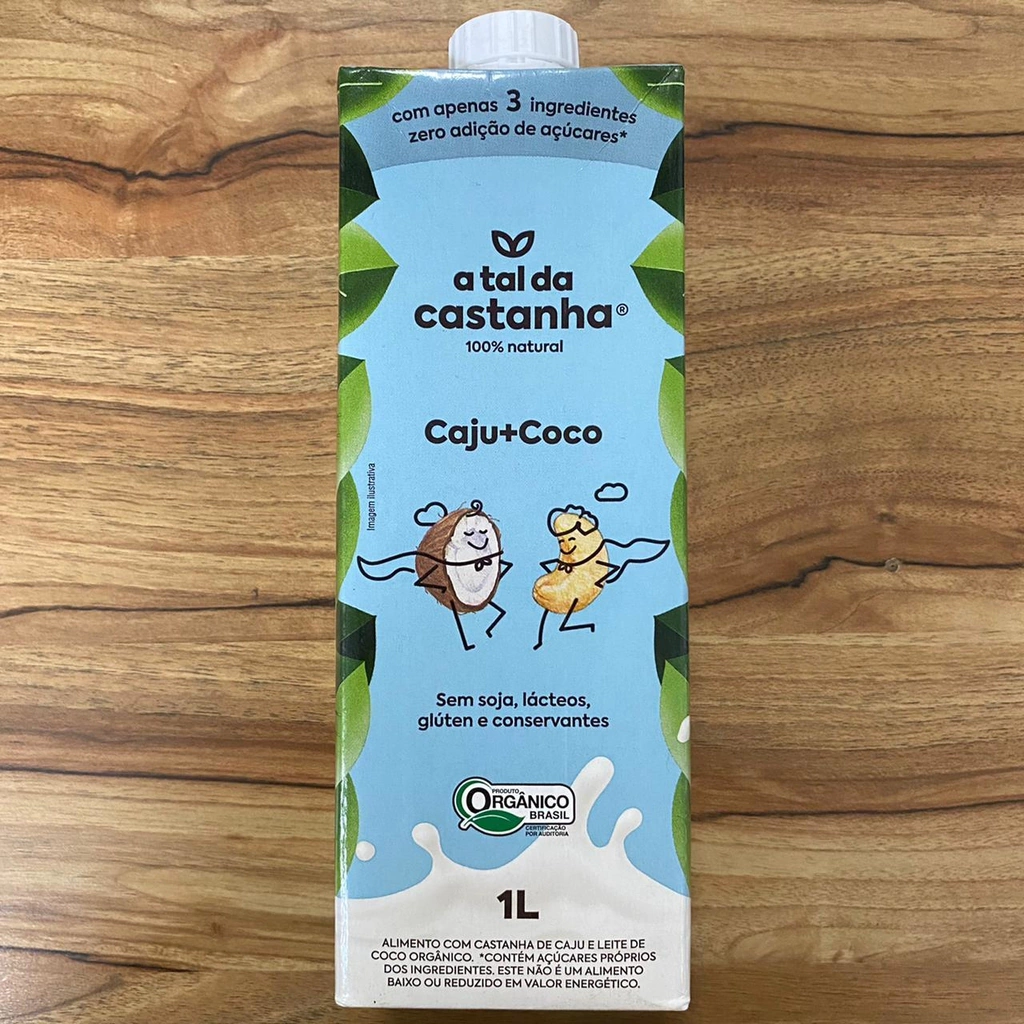 com apenas 3 ingredientes
zero adição de açúcares*
a tal da
castanha®
100% natural
Caju+Coco
Imagem ilustrativa
Sem soja, lácteos,
glúten e conservantes
PRODUTO
ORGÂNICO
BRASIL
CERTIFICAÇÃO
POR AUDITORIA
1L
ALIMENTO COM CASTANHA DE CAJU E LEITE DE
COCO ORGÂNICO. *CONTÉM AÇÚCARES PRÓPRIOS
DOS INGREDIENTES. ESTE NÃO É UM ALIMENTO
BAIXO OU REDUZIDO EM VALOR ENERGÉTICO.